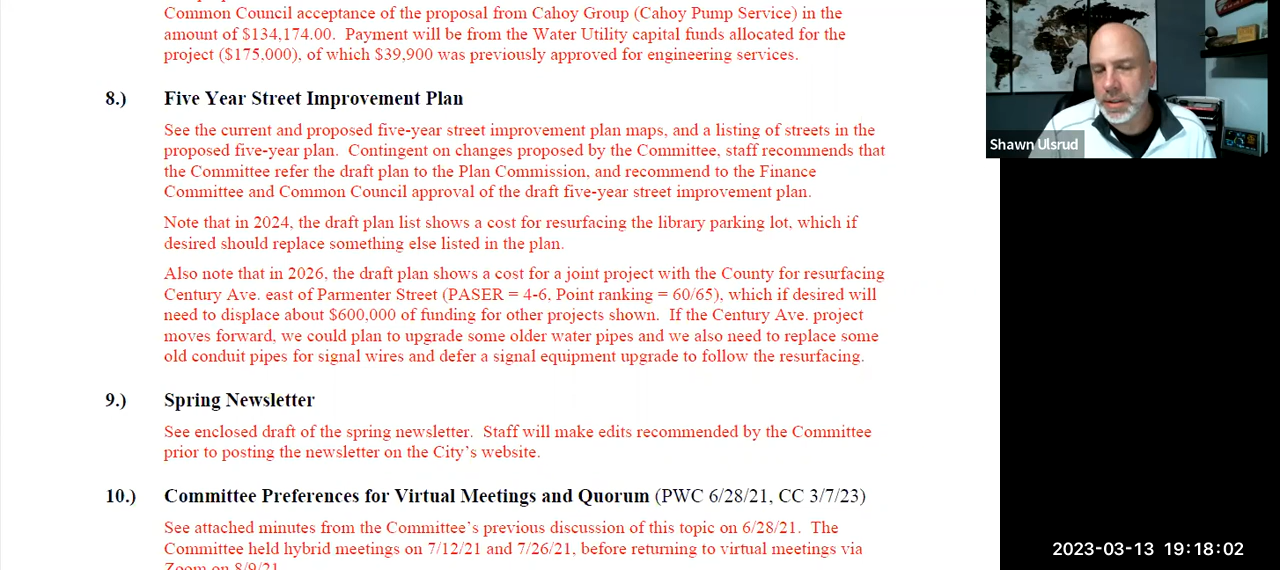 Common Council acceptance of the proposal from Cahoy Group (Cahoy Pump Service) in the
amount of $134,174.00. Payment will be from the Water Utility capital funds allocated for the
project ($175,000), of which $39,900 was previously approved for engineering services.
8.) Five Year Street Improvement Plan
See the current and proposed five-year street improvement plan maps, and a listing of streets in the
proposed five-year plan. Contingent on changes proposed by the Committee, staff recommends that
the Committee refer the draft plan to the Plan Commission, and recommend to the Finance
Committee and Common Council approval of the draft five-year street improvement plan.
Note that in 2024, the draft plan list shows a cost for resurfacing the library parking lot, which if
desired should replace something else listed in the plan.
Also note that in 2026, the draft plan shows a cost for a joint project with the County for resurfacing
Century Ave. east of Parmenter Street (PASER = 4-6, Point ranking = 60/65), which if desired will
need to displace about $600,000 of funding for other projects shown. If the Century Ave. project
moves forward, we could plan to upgrade some older water pipes and we also need to replace some
old conduit pipes for signal wires and defer a signal equipment upgrade to follow the resurfacing.
9.) Spring Newsletter
See enclosed draft of the spring newsletter. Staff will make edits recommended by the Committee
prior to posting the newsletter on the City's website.
10.) Committee Preferences for Virtual Meetings and Quorum (PWC 6/28/21, CC 3/7/23)
See attached minutes from the Committee's previous discussion of this topic on 6/28/21. The
Committee held hybrid meetings on 7/12/21 and 7/26/21, before returning to virtual meetings via
Zoom on 8/9/21.
Shawn Ulsrud
2023-03-13 19:18:02